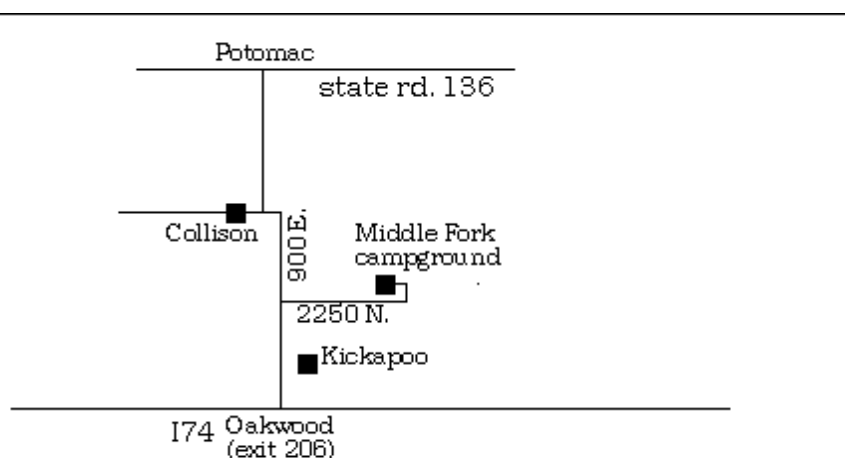 Potomac
state rd. 136
Collison
900 E.
Middle Fork
campground
2250 N.
Kickapoo
I74
Oakwood
(exit 206)